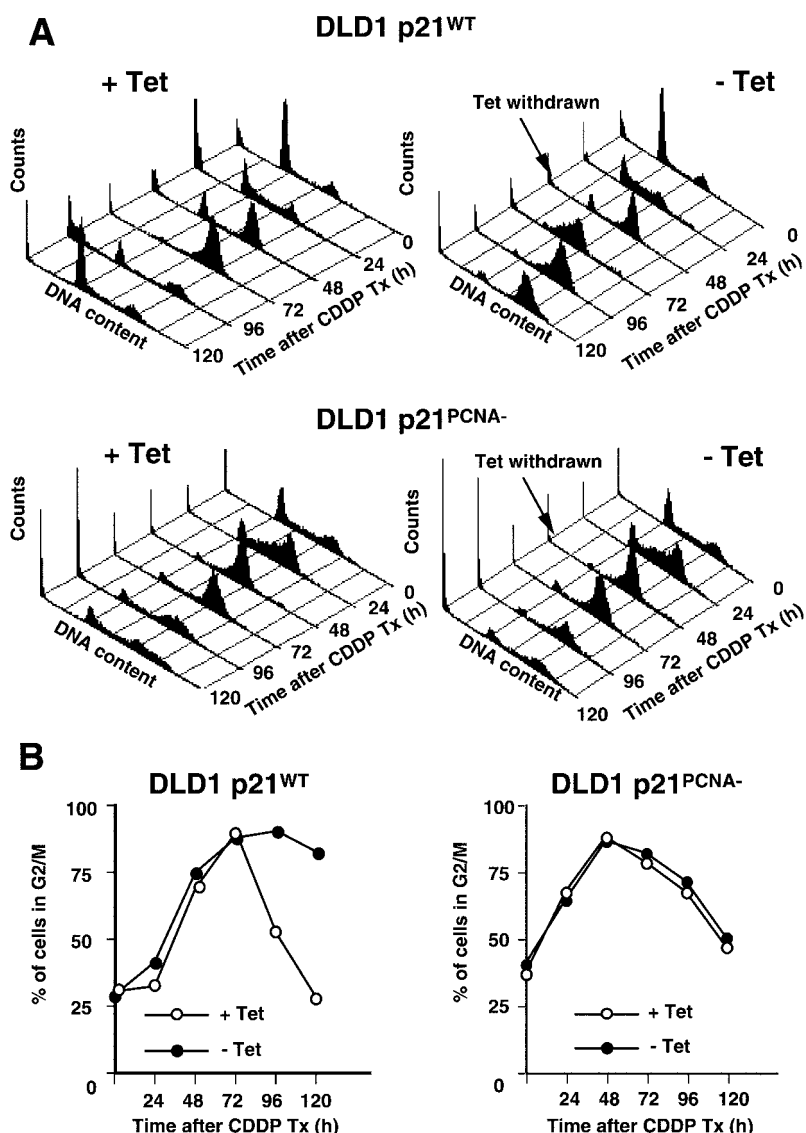 A
DLD1 p21WT
+ Tet
- Tet
Tet withdrawn
Counts
Counts
DNA content
DNA content
0
24
48
72
96
120
Time after CDDP Tx (h)
0
24
48
72
96
120
Time after CDDP Tx (h)
DLD1 p21PCNA-
+ Tet
- Tet
Tet withdrawn
Counts
Counts
DNA content
DNA content
0
24
48
72
96
120
Time after CDDP Tx (h)
0
24
48
72
96
120
Time after CDDP Tx (h)
B
DLD1 p21WT
% of cells in G2/M
100
75
50
25
0
+ Tet
- Tet
24 48 72 96 120
Time after CDDP Tx (h)
DLD1 p21PCNA-
% of cells in G2/M
100
75
50
25
0
+ Tet
- Tet
24 48 72 96 120
Time after CDDP Tx (h)